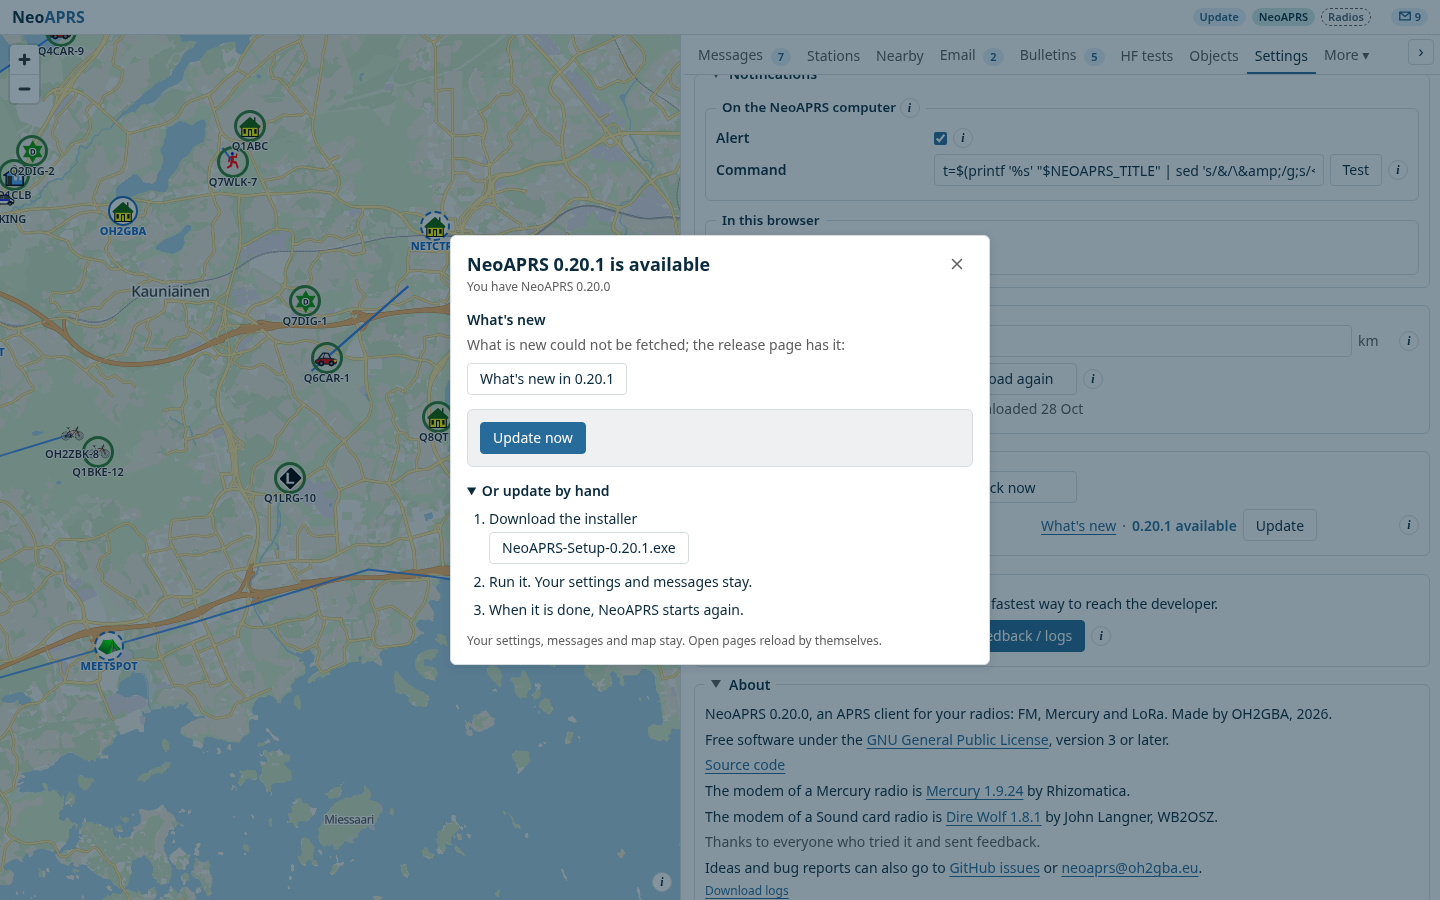 NeoAPRS
Update
NeoAPRS
Radios
9
Q4CAR-9
+
−
Q1ABC
Q2DIG-2
Q7WLK-7
KING
OH2GBA
NETCT
Kauniainen
Q7DIG-1
Q6CAR-1
Q8QT
OH2ZBK-8
Q1BKE-12
L
Q1LRG-10
MEETSPOT
Miessaari
i
Messages 7 Stations Nearby Email 2 Bulletins 5 HF tests Objects Settings More ▾ ›
Notifications
On the NeoAPRS computer i
Alert i
Command t=$(printf '%s' "$NEOAPRS_TITLE" | sed 's/&/\&amp;/g;s/< Test i
In this browser
km i
oad again i
loaded 28 Oct
ck now
What's new · 0.20.1 available Update i
fastest way to reach the developer.
edback / logs i
About
NeoAPRS 0.20.0, an APRS client for your radios: FM, Mercury and LoRa. Made by OH2GBA, 2026.
Free software under the GNU General Public License, version 3 or later.
Source code
The modem of a Mercury radio is Mercury 1.9.24 by Rhizomatica.
The modem of a Sound card radio is Dire Wolf 1.8.1 by John Langner, WB2OSZ.
Thanks to everyone who tried it and sent feedback.
Ideas and bug reports can also go to GitHub issues or neoaprs@oh2gba.eu.
Download logs
NeoAPRS 0.20.1 is available
You have NeoAPRS 0.20.0
What's new
What is new could not be fetched; the release page has it:
What's new in 0.20.1
Update now
Or update by hand
1. Download the installer
NeoAPRS-Setup-0.20.1.exe
2. Run it. Your settings and messages stay.
3. When it is done, NeoAPRS starts again.
Your settings, messages and map stay. Open pages reload by themselves.